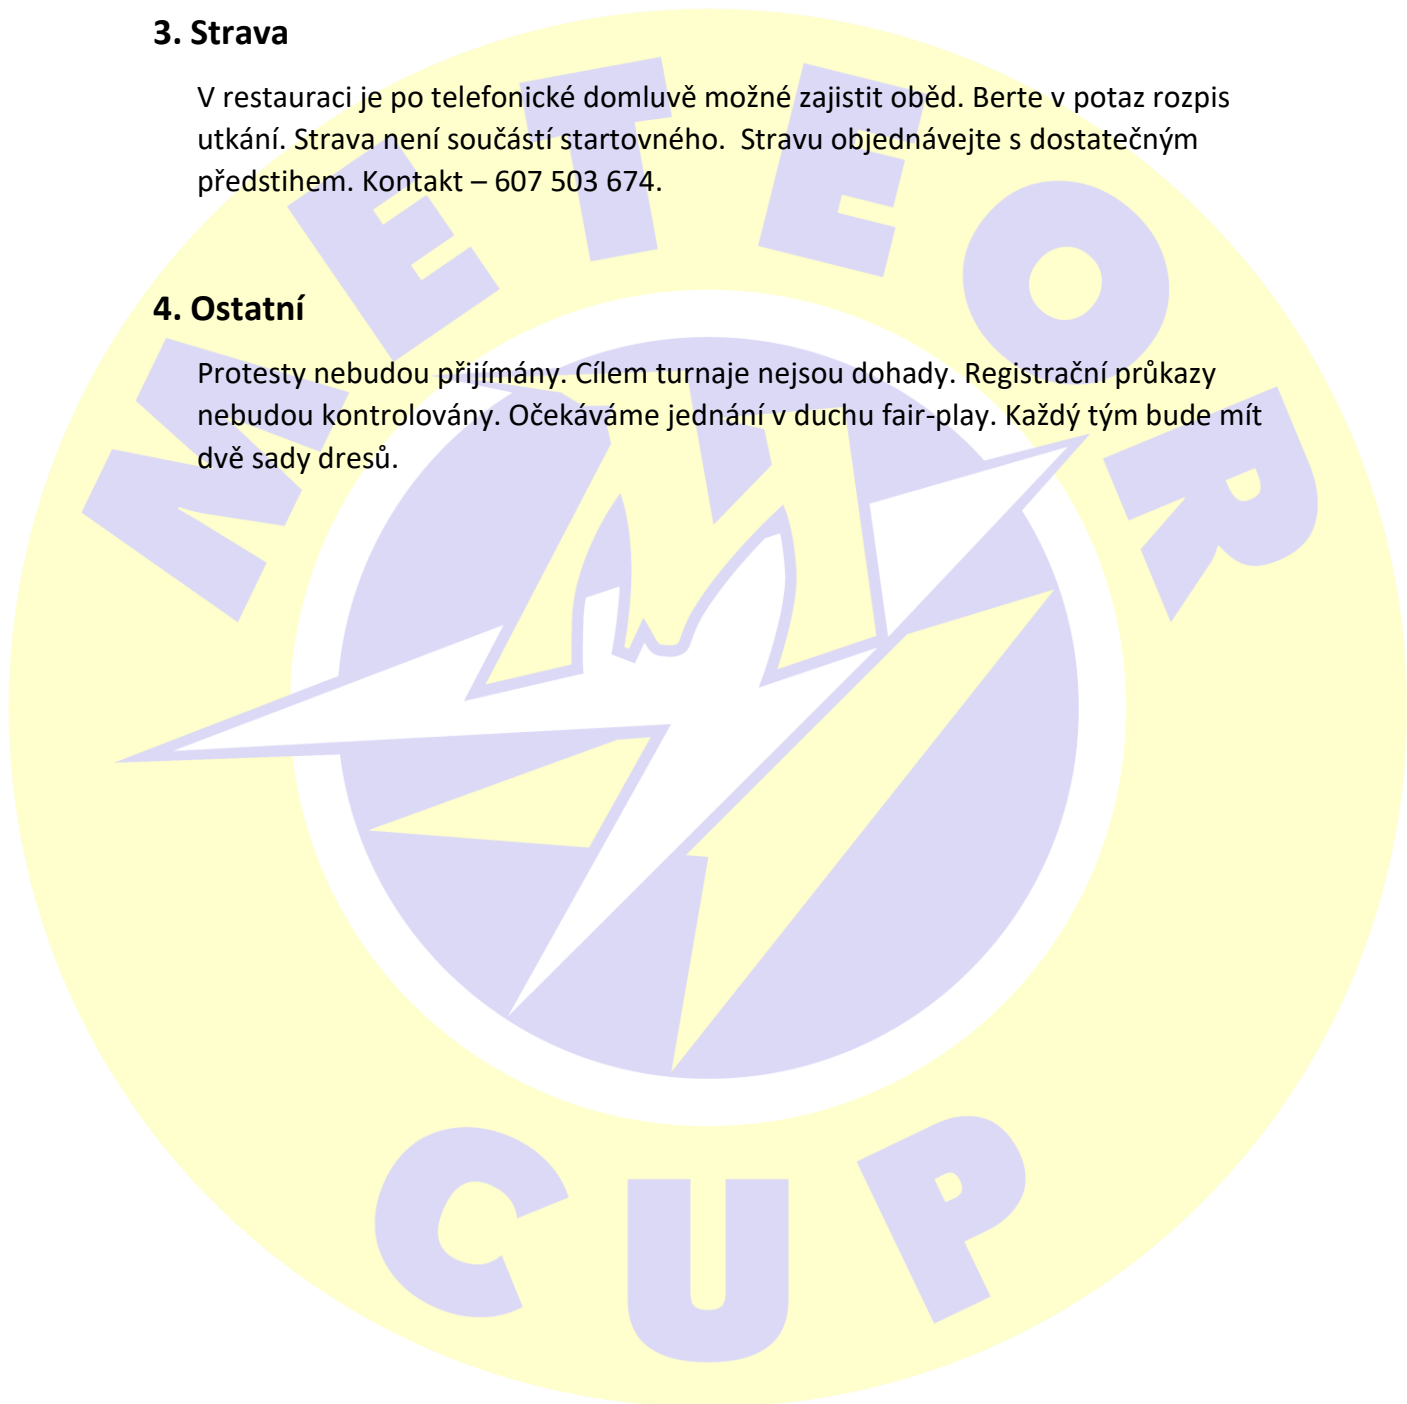 3. Strava
V restauraci je po telefonické domluvě možné zajistit oběd. Berte v potaz rozpis
utkání. Strava není součástí startovného.  Stravu objednávejte s dostatečným
předstihem. Kontakt – 607 503 674.
4. Ostatní
Protesty nebudou přijímány. Cílem turnaje nejsou dohady. Registrační průkazy
nebudou kontrolovány. Očekáváme jednání v duchu fair-play. Každý tým bude mít
dvě sady dresů.
METEOR
CUP